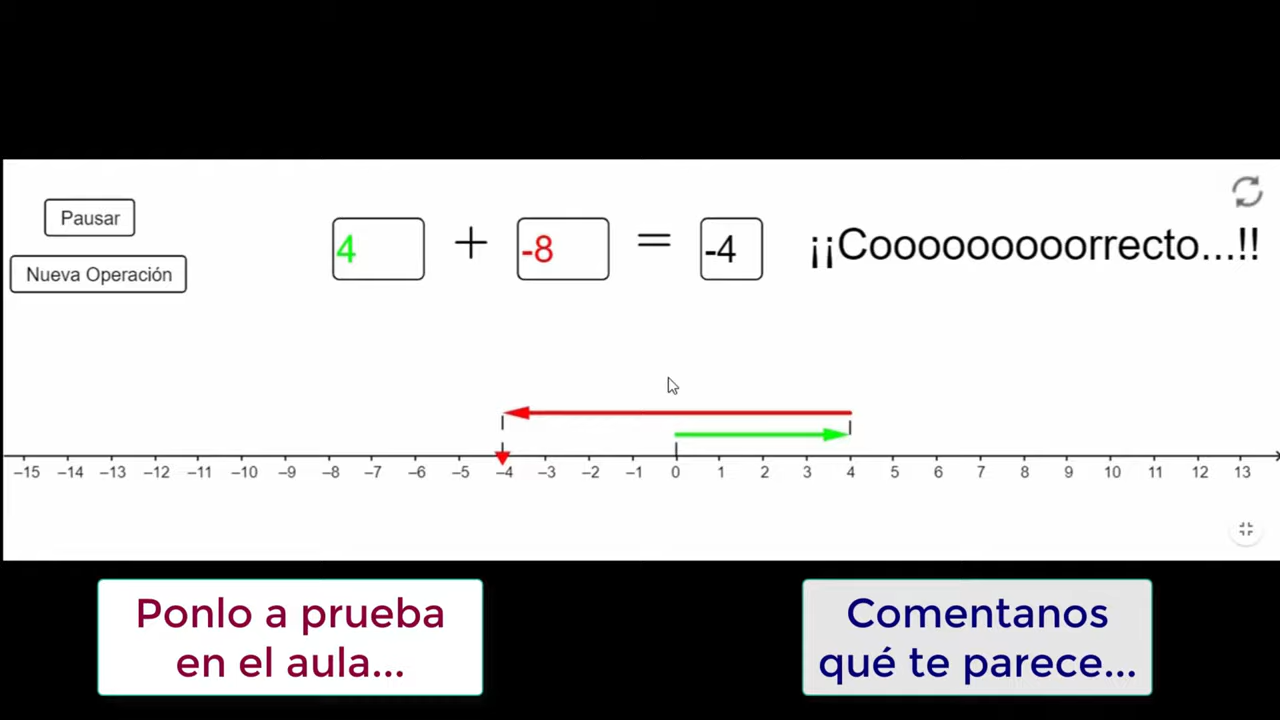 Pausar
Nueva Operación
4 + -8 = -4 ¡¡Cooooooooorrecto...!!
–15 –14 –13 –12 –11 –10 –9 –8 –7 –6 –5 –4 –3 –2 –1 0 1 2 3 4 5 6 7 8 9 10 11 12 13
Ponlo a prueba
en el aula...
Comentanos
qué te parece...